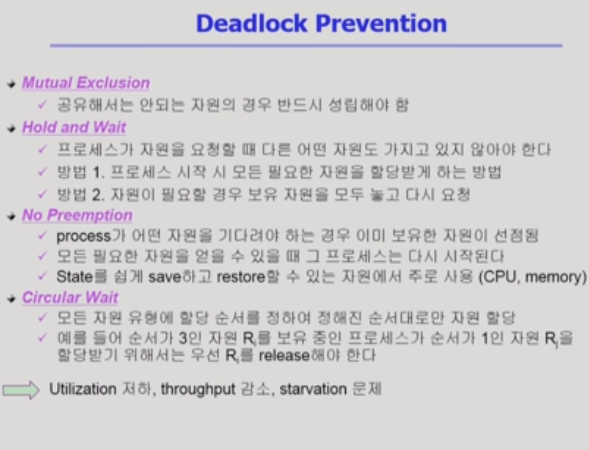 Deadlock Prevention
Mutual Exclusion
공유해서는 안되는 자원의 경우 반드시 성립해야 함
Hold and Wait
프로세스가 자원을 요청할 때 다른 어떤 자원도 가지고 있지 않아야 한다
방법 1. 프로세스 시작 시 모든 필요한 자원을 할당받게 하는 방법
방법 2. 자원이 필요할 경우 보유 자원을 모두 놓고 다시 요청
No Preemption
process가 어떤 자원을 기다려야 하는 경우 이미 보유한 자원이 선점됨
모든 필요한 자원을 얻을 수 있을 때 그 프로세스는 다시 시작된다
State를 쉽게 save하고 restore할 수 있는 자원에서 주로 사용 (CPU, memory)
Circular Wait
모든 자원 유형에 할당 순서를 정하여 정해진 순서대로만 자원 할당
예를 들어 순서가 3인 자원 Ri를 보유 중인 프로세스가 순서가 1인 자원 Rj을
할당받기 위해서는 우선 Ri를 release해야 한다
Utilization 저하, throughput 감소, starvation 문제